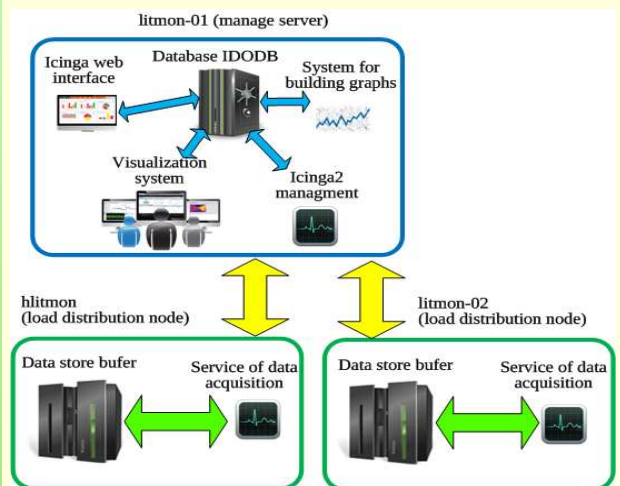 litmon-01 (manage server)
Icinga web
interface
Database IDODB
System for
building graphs
Visualization
system
Icinga2
managment
hlitmon
(load distribution node)
litmon-02
(load distribution node)
Data store bufer
Service of data
acquisition
Data store bufer
Service of data
acquisition